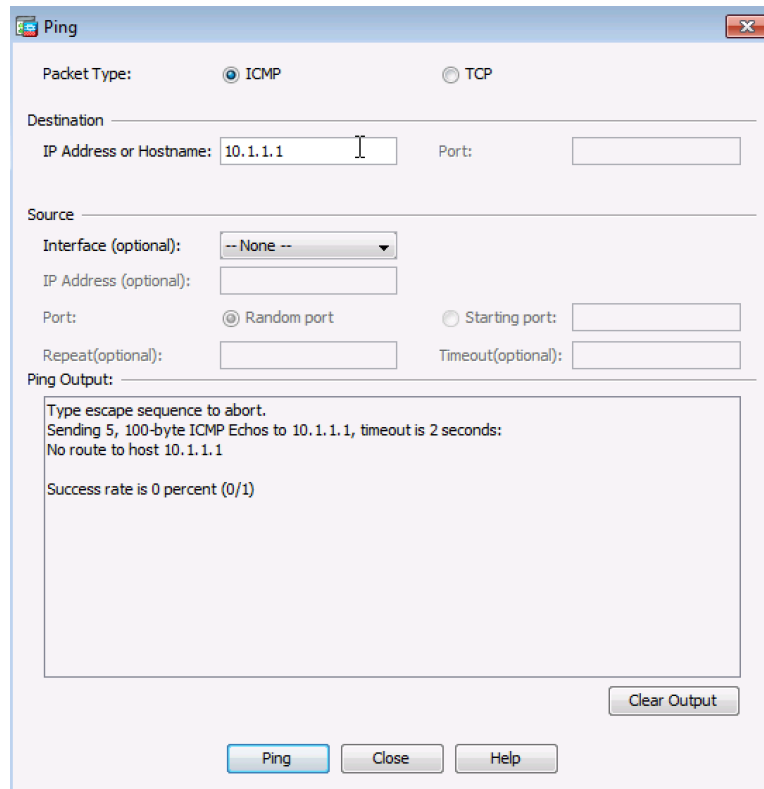 Ping
Packet Type: ICMP TCP
Destination
IP Address or Hostname: 10.1.1.1 Port:
Source
Interface (optional): -- None --
IP Address (optional):
Port: Random port Starting port:
Repeat(optional): Timeout(optional):
Ping Output:
Type escape sequence to abort.
Sending 5, 100-byte ICMP Echos to 10.1.1.1, timeout is 2 seconds:
No route to host 10.1.1.1
Success rate is 0 percent (0/1)
Clear Output
Ping Close Help